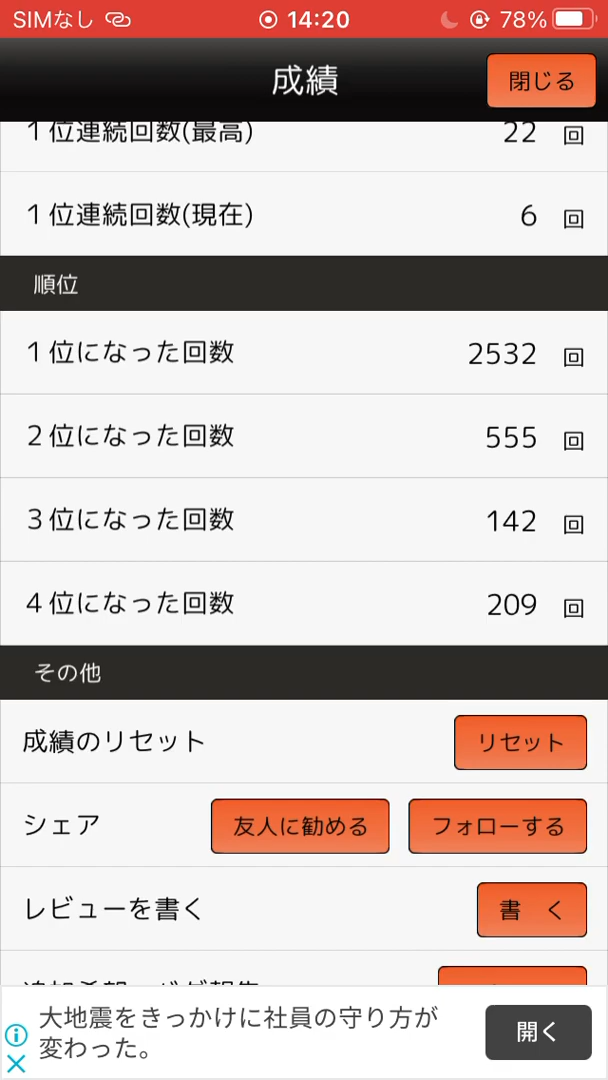 SIMなし 14:20 78%
成績 閉じる
1位連続回数(最高) 22 回
1位連続回数(現在) 6 回
順位
1位になった回数 2532 回
2位になった回数 555 回
3位になった回数 142 回
4位になった回数 209 回
その他
成績のリセット リセット
シェア 友人に勧める フォローする
レビューを書く 書 く
大地震をきっかけに社員の守り方が
変わった。
開く